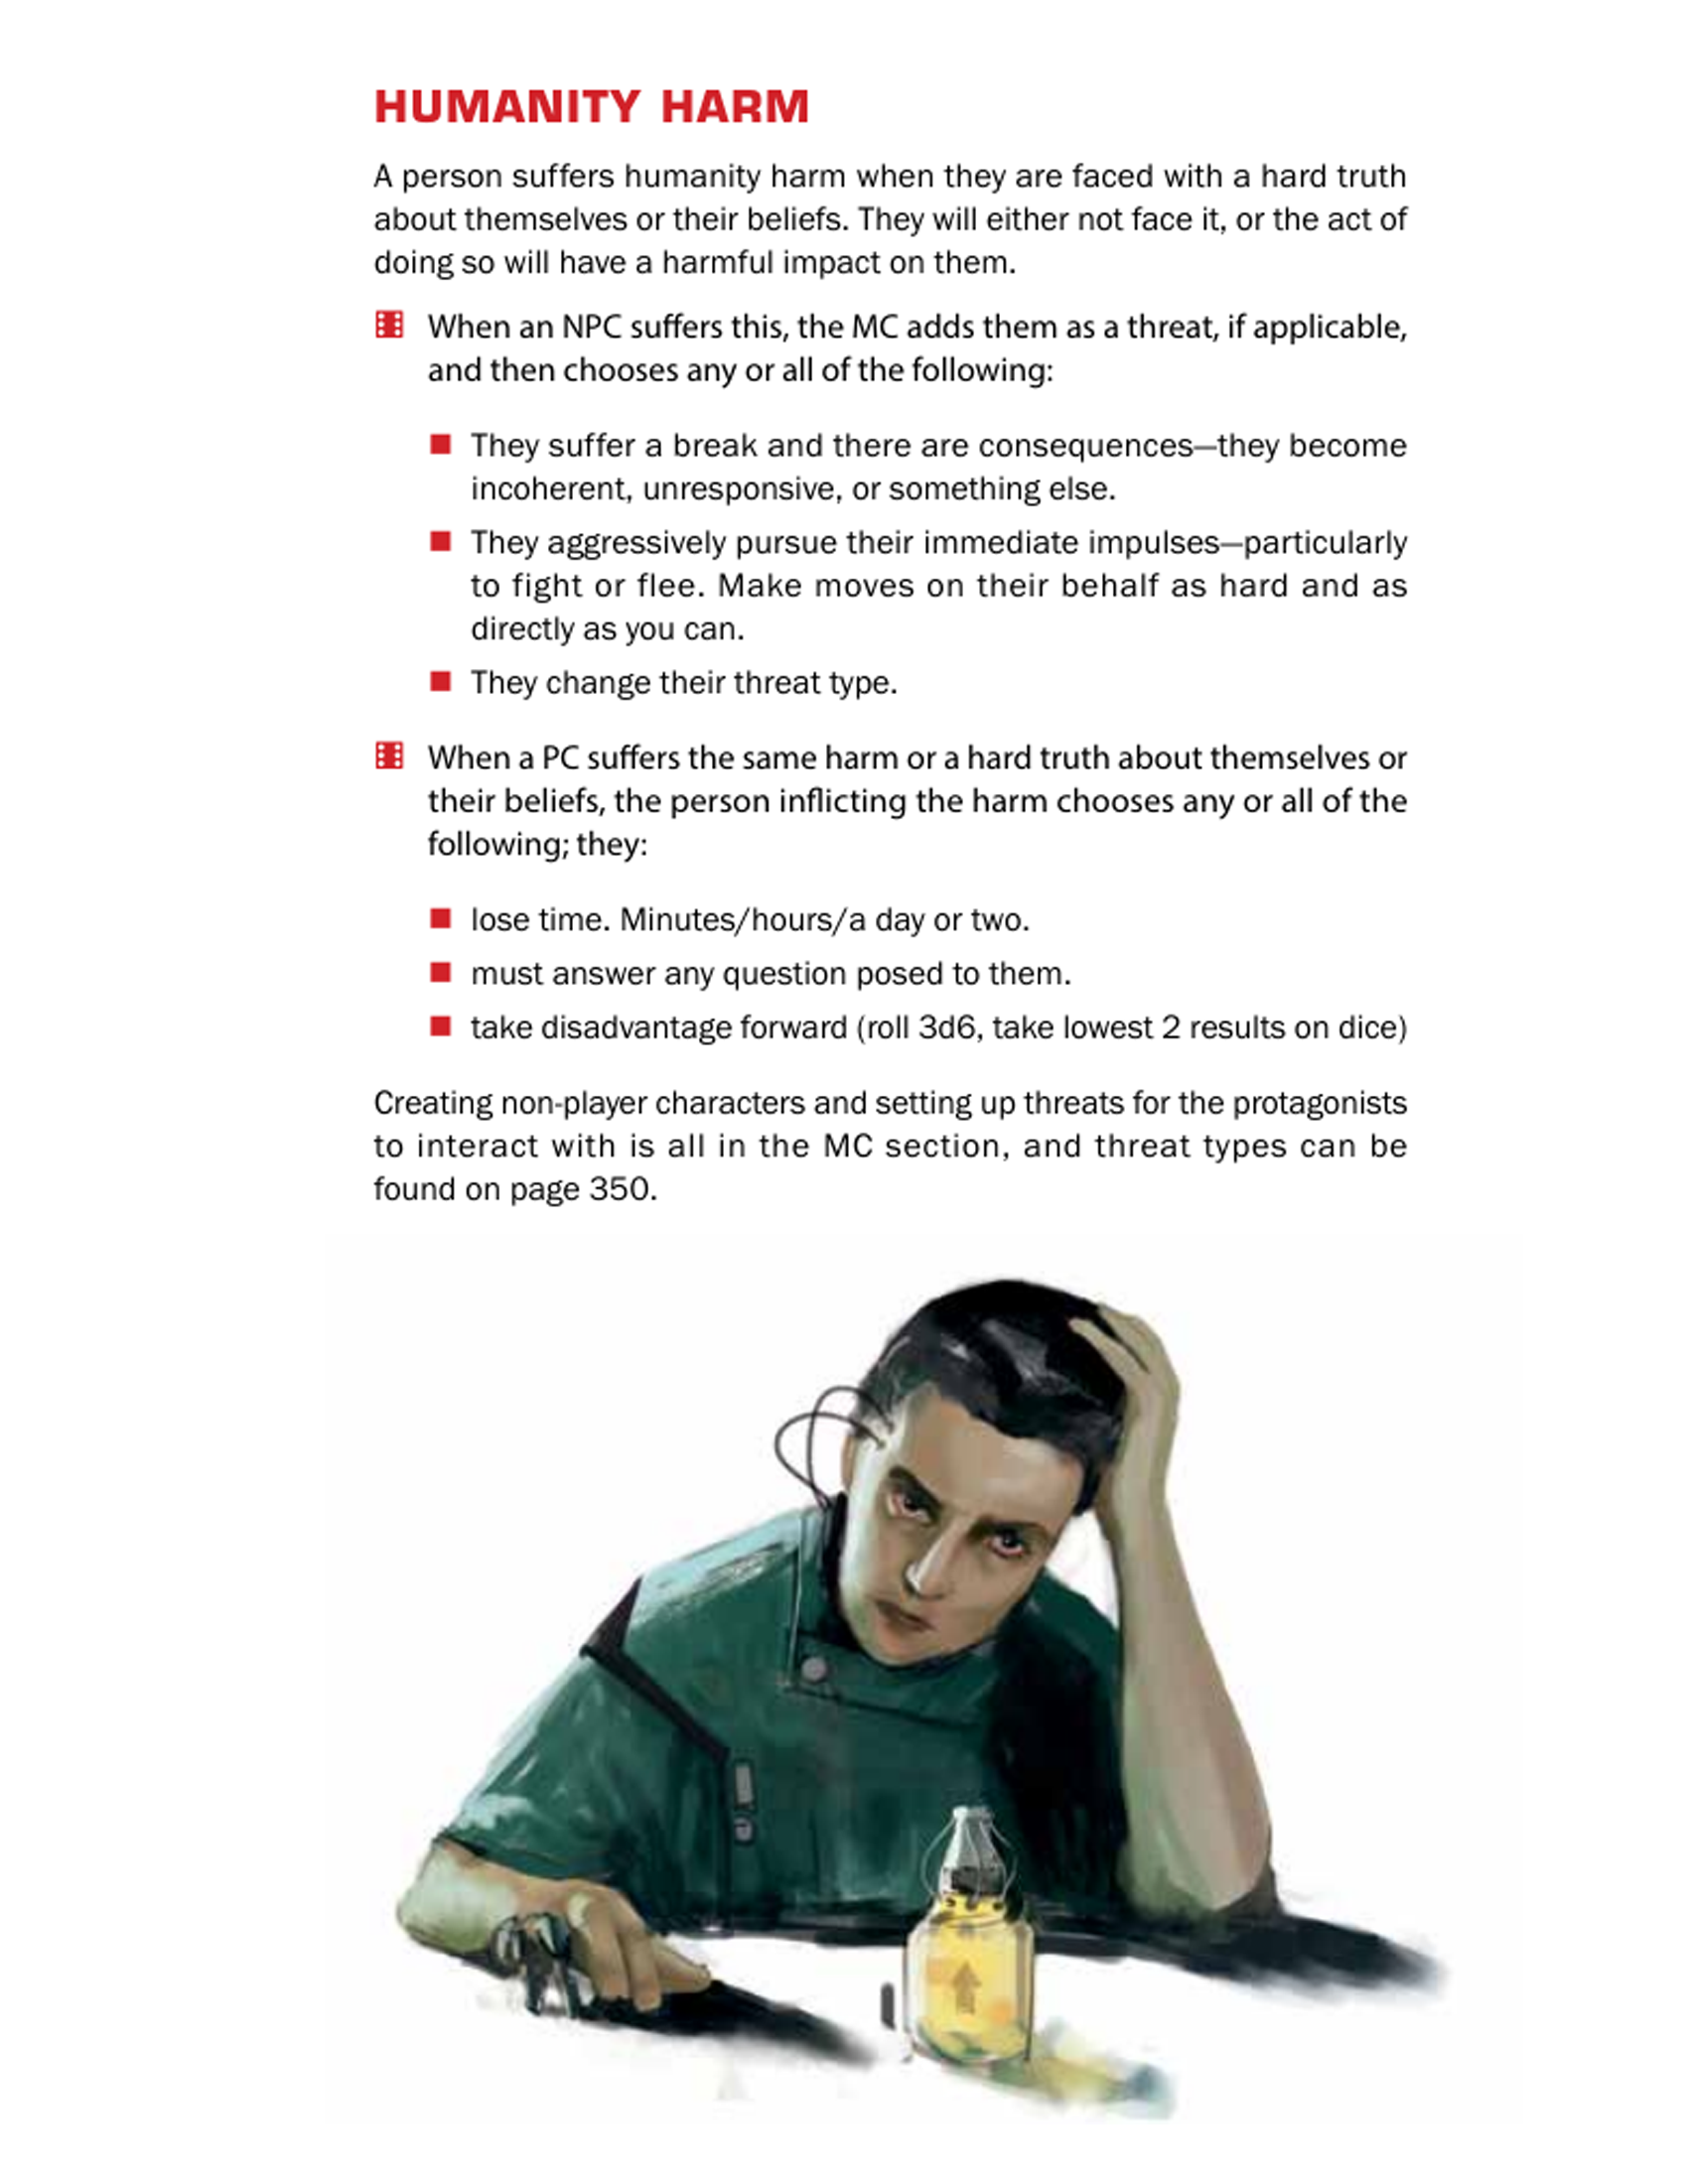 HUMANITY HARM
A person suffers humanity harm when they are faced with a hard truth
about themselves or their beliefs. They will either not face it, or the act of
doing so will have a harmful impact on them.
When an NPC suffers this, the MC adds them as a threat, if applicable,
and then chooses any or all of the following:
They suffer a break and there are consequences—they become
incoherent, unresponsive, or something else.
They aggressively pursue their immediate impulses—particularly
to fight or flee. Make moves on their behalf as hard and as
directly as you can.
They change their threat type.
When a PC suffers the same harm or a hard truth about themselves or
their beliefs, the person inflicting the harm chooses any or all of the
following; they:
lose time. Minutes/hours/a day or two.
must answer any question posed to them.
take disadvantage forward (roll 3d6, take lowest 2 results on dice)
Creating non-player characters and setting up threats for the protagonists
to interact with is all in the MC section, and threat types can be
found on page 350.